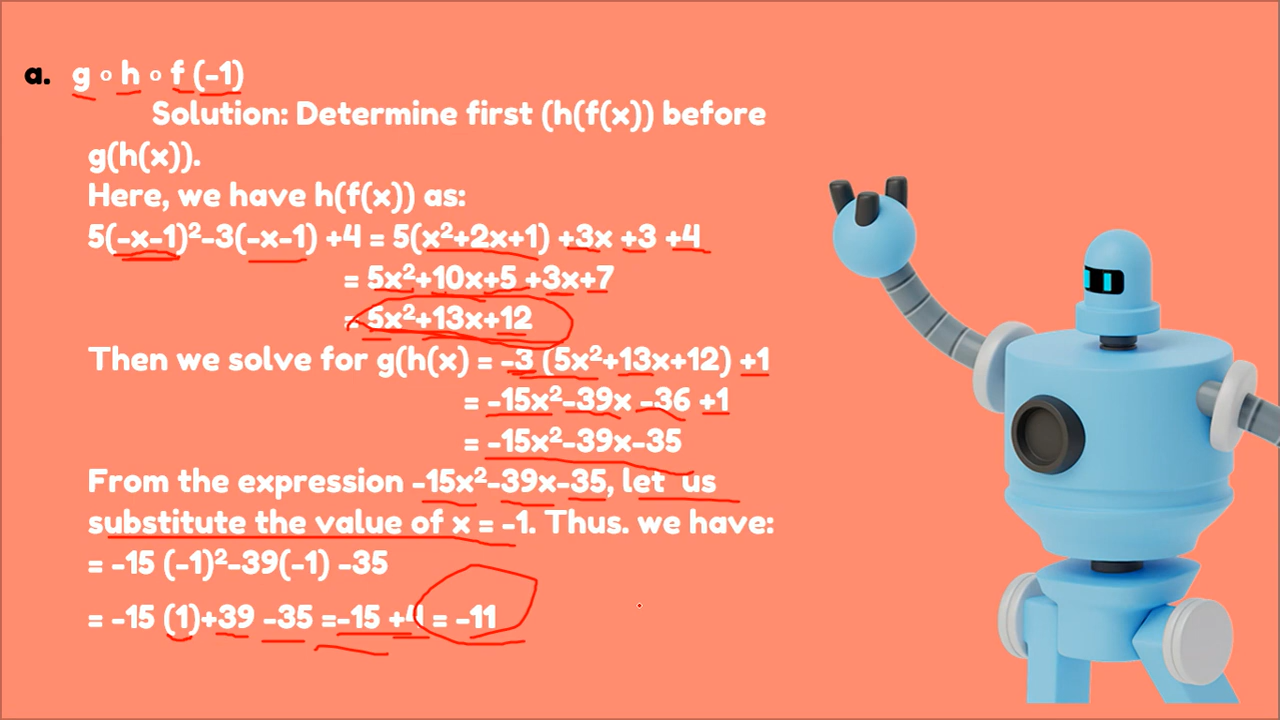 a. g ∘ h ∘ f (-1)
Solution: Determine first (h(f(x)) before
g(h(x)).
Here, we have h(f(x)) as:
5(-x-1)²-3(-x-1) +4 = 5(x²+2x+1) +3x +3 +4
= 5x²+10x+5 +3x+7
= 5x²+13x+12
Then we solve for g(h(x) = -3 (5x²+13x+12) +1
= -15x²-39x -36 +1
= -15x²-39x-35
From the expression -15x²-39x-35, let us
substitute the value of x = -1. Thus. we have:
= -15 (-1)²-39(-1) -35
= -15 (1)+39 -35 =-15 +4 = -11